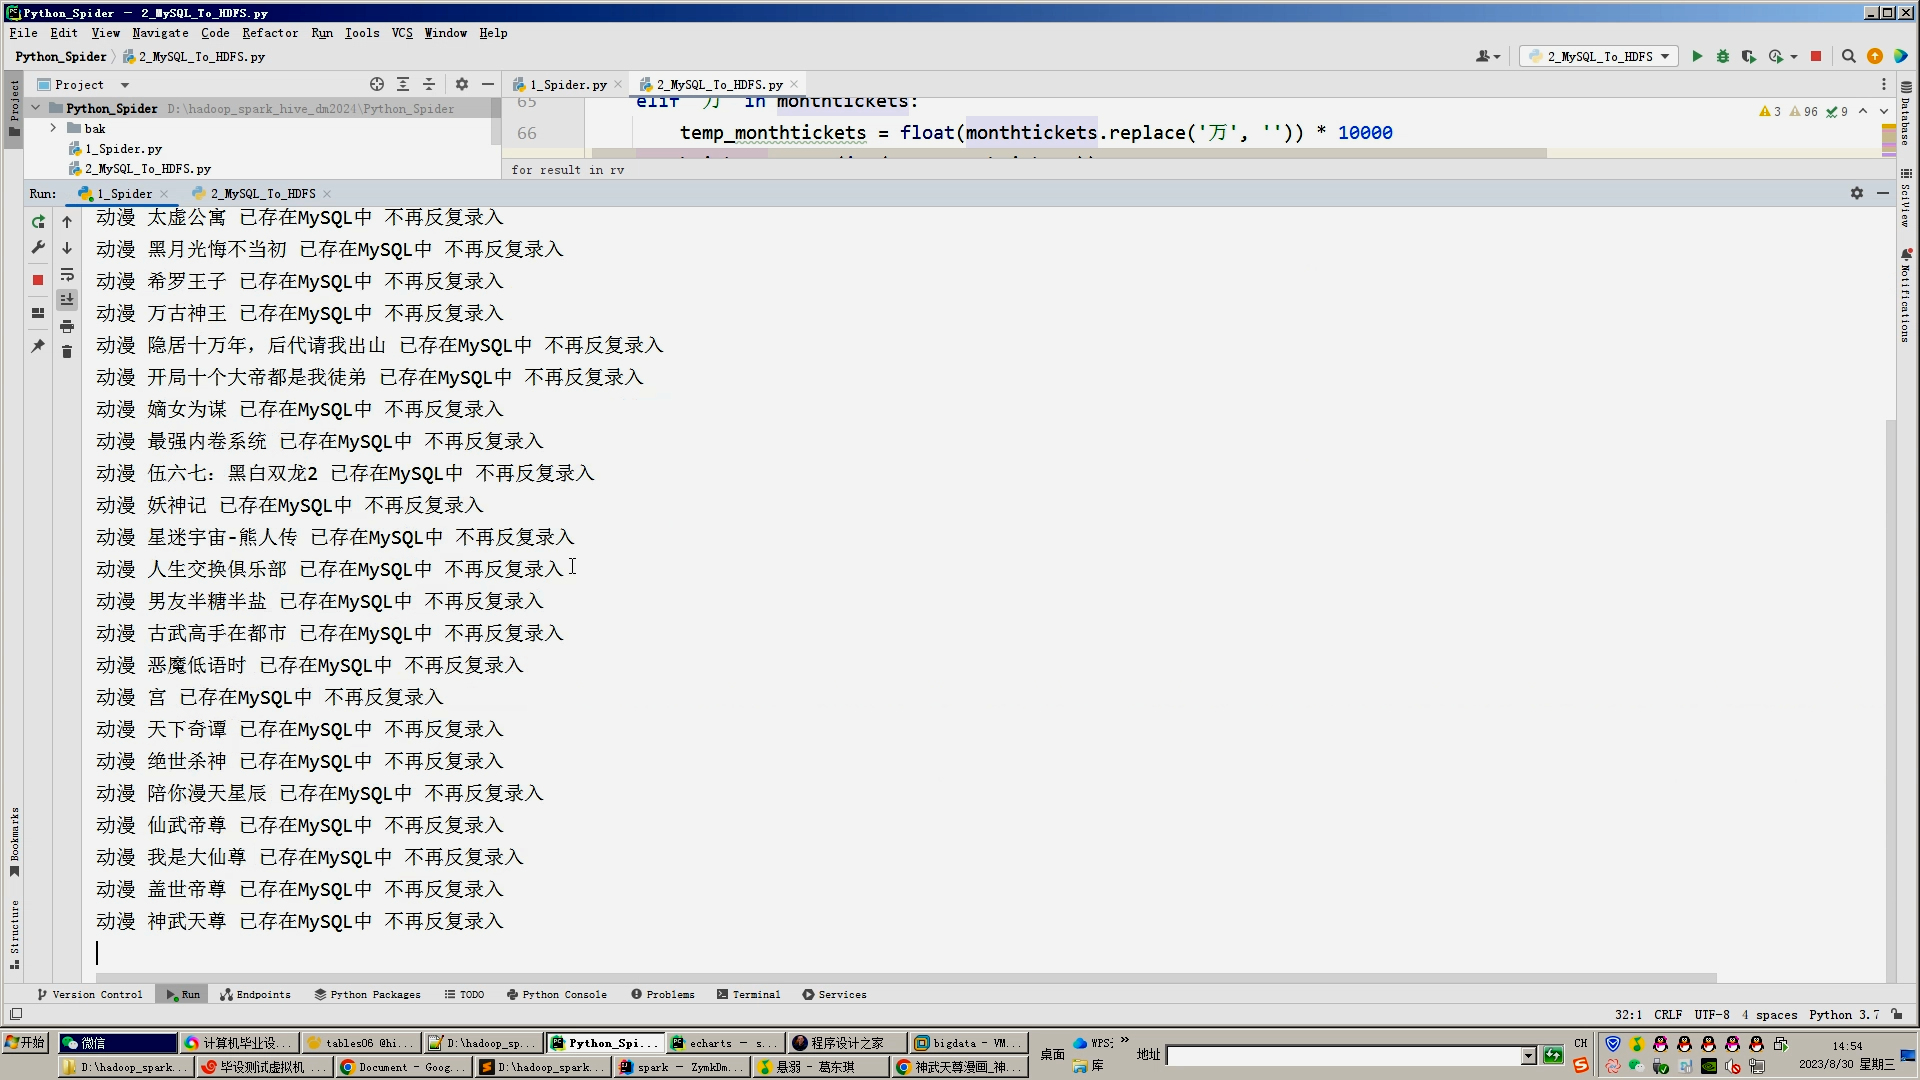 Python_Spider – 2_MySQL_To_HDFS.py
File Edit View Navigate Code Refactor Run Tools VCS Window Help
Python_Spider 2_MySQL_To_HDFS.py
2_MySQL_To_HDFS
Project
1_Spider.py
2_MySQL_To_HDFS.py
Python_Spider D:\hadoop_spark_hive_dm2024\Python_Spider
bak
1_Spider.py
2_MySQL_To_HDFS.py
65 elif '万' in monthtickets:
66 temp_monthtickets = float(monthtickets.replace('万', '')) * 10000
3 96 9
for result in rv
Run: 1_Spider 2_MySQL_To_HDFS
动漫 太虚公寓 已存在MySQL中 不再反复录入
动漫 黑月光悔不当初 已存在MySQL中 不再反复录入
动漫 希罗王子 已存在MySQL中 不再反复录入
动漫 万古神王 已存在MySQL中 不再反复录入
动漫 隐居十万年，后代请我出山 已存在MySQL中 不再反复录入
动漫 开局十个大帝都是我徒弟 已存在MySQL中 不再反复录入
动漫 嫡女为谋 已存在MySQL中 不再反复录入
动漫 最强内卷系统 已存在MySQL中 不再反复录入
动漫 伍六七：黑白双龙2 已存在MySQL中 不再反复录入
动漫 妖神记 已存在MySQL中 不再反复录入
动漫 星迷宇宙-熊人传 已存在MySQL中 不再反复录入
动漫 人生交换俱乐部 已存在MySQL中 不再反复录入
动漫 男友半糖半盐 已存在MySQL中 不再反复录入
动漫 古武高手在都市 已存在MySQL中 不再反复录入
动漫 恶魔低语时 已存在MySQL中 不再反复录入
动漫 宫 已存在MySQL中 不再反复录入
动漫 天下奇谭 已存在MySQL中 不再反复录入
动漫 绝世杀神 已存在MySQL中 不再反复录入
动漫 陪你漫天星辰 已存在MySQL中 不再反复录入
动漫 仙武帝尊 已存在MySQL中 不再反复录入
动漫 我是大仙尊 已存在MySQL中 不再反复录入
动漫 盖世帝尊 已存在MySQL中 不再反复录入
动漫 神武天尊 已存在MySQL中 不再反复录入
Project
Bookmarks
Structure
Database
SciView
Notifications
Version Control Run Endpoints Python Packages TODO Python Console Problems Terminal Services
32:1 CRLF UTF-8 4 spaces Python 3.7
开始 微信 计算机毕业设... tables06 @hi... D:\hadoop_sp... Python_Spi... echarts – s... 程序设计之家 bigdata - VM...
D:\hadoop_spark... 毕设测试虚拟机 ... Document - Goog... D:\hadoop_spark... spark – ZymkDm... 悬弱 - 葛东琪 神武天尊漫画_神...
桌面 WPS 库 地址 CH
14:54
2023/8/30 星期三